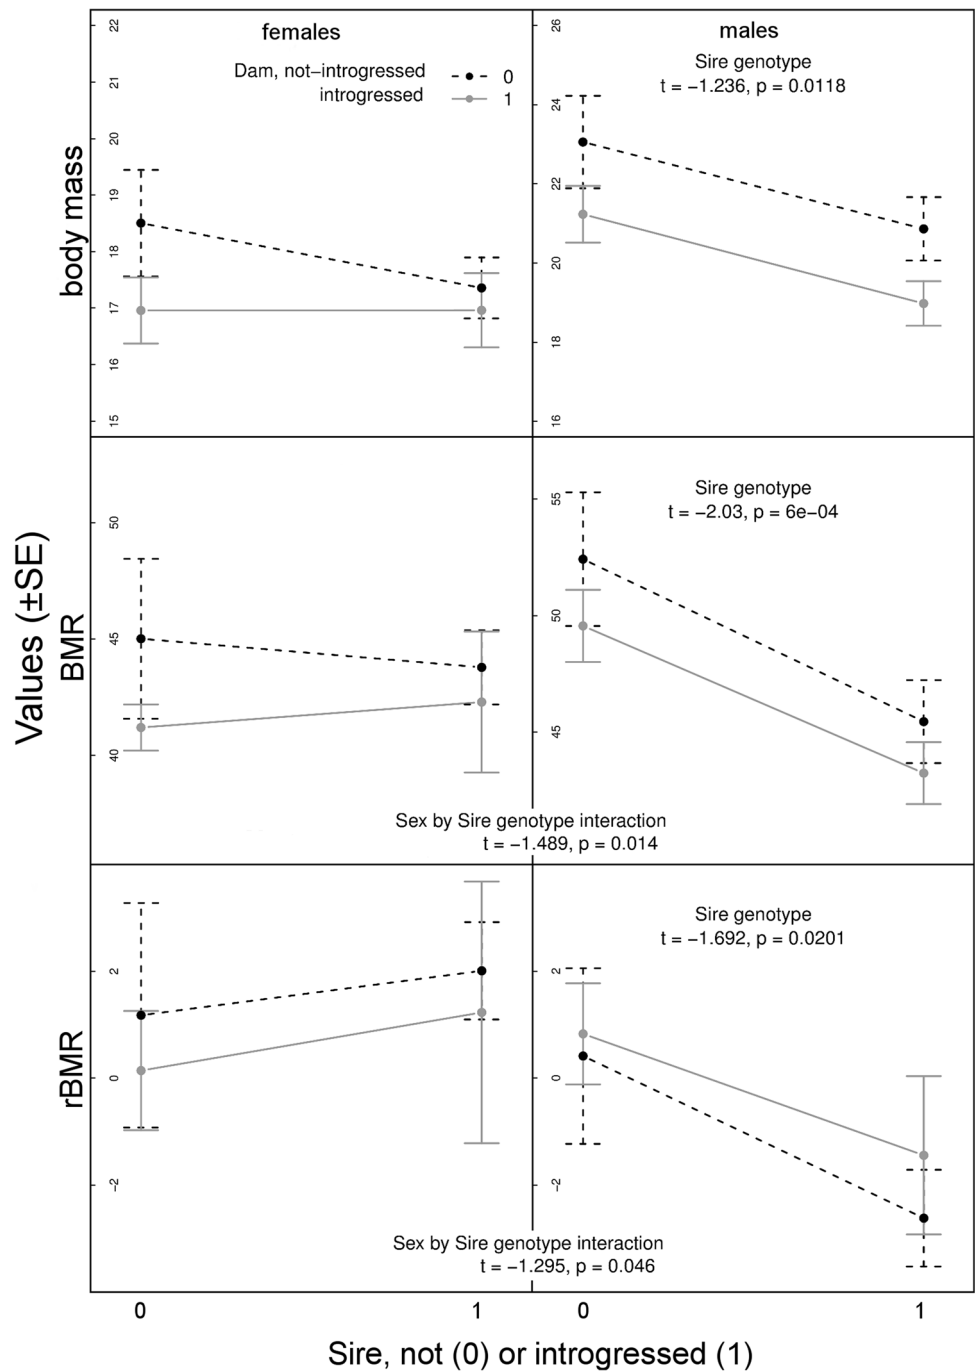 females
males
Dam, not−introgressed
introgressed
0
1
Sire genotype
t = −1.236, p = 0.0118
22
21
20
19
18
17
16
15
26
24
22
20
18
16
body mass
Sire genotype
t = −2.03, p = 6e−04
50
45
40
55
50
45
Values (±SE)
BMR
Sex by Sire genotype interaction
t = −1.489, p = 0.014
Sire genotype
t = −1.692, p = 0.0201
2
0
−2
2
0
−2
rBMR
Sex by Sire genotype interaction
t = −1.295, p = 0.046
0 1 0 1
Sire, not (0) or introgressed (1)